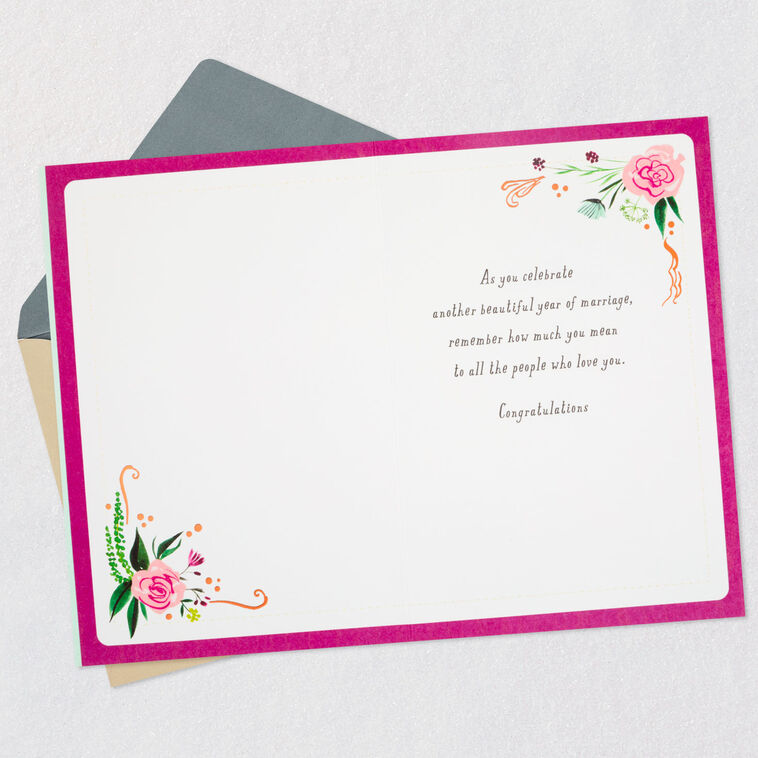 As you celebrate
another beautiful year of marriage,
remember how much you mean
to all the people who love you.
Congratulations